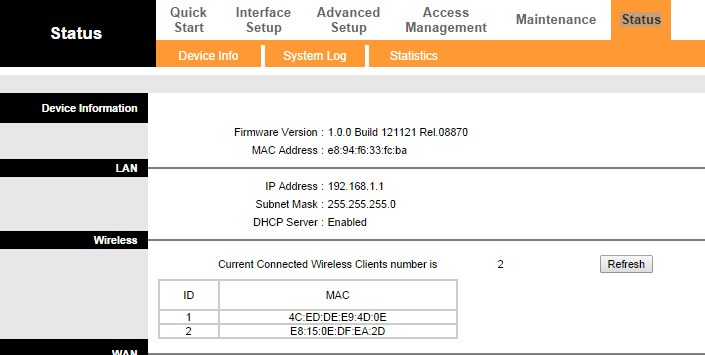 Status
Quick Start
Interface Setup
Advanced Setup
Access Management
Maintenance
Status
Device Info
System Log
Statistics
Device Information
Firmware Version : 1.0.0 Build 121121 Rel.08870
MAC Address : e8:94:f6:33:fc:ba
LAN
IP Address : 192.168.1.1
Subnet Mask : 255.255.255.0
DHCP Server : Enabled
Wireless
Current Connected Wireless Clients number is 2 Refresh
ID MAC
1 4C:ED:DE:E9:4D:0E
2 E8:15:0E:DF:EA:2D
WAN